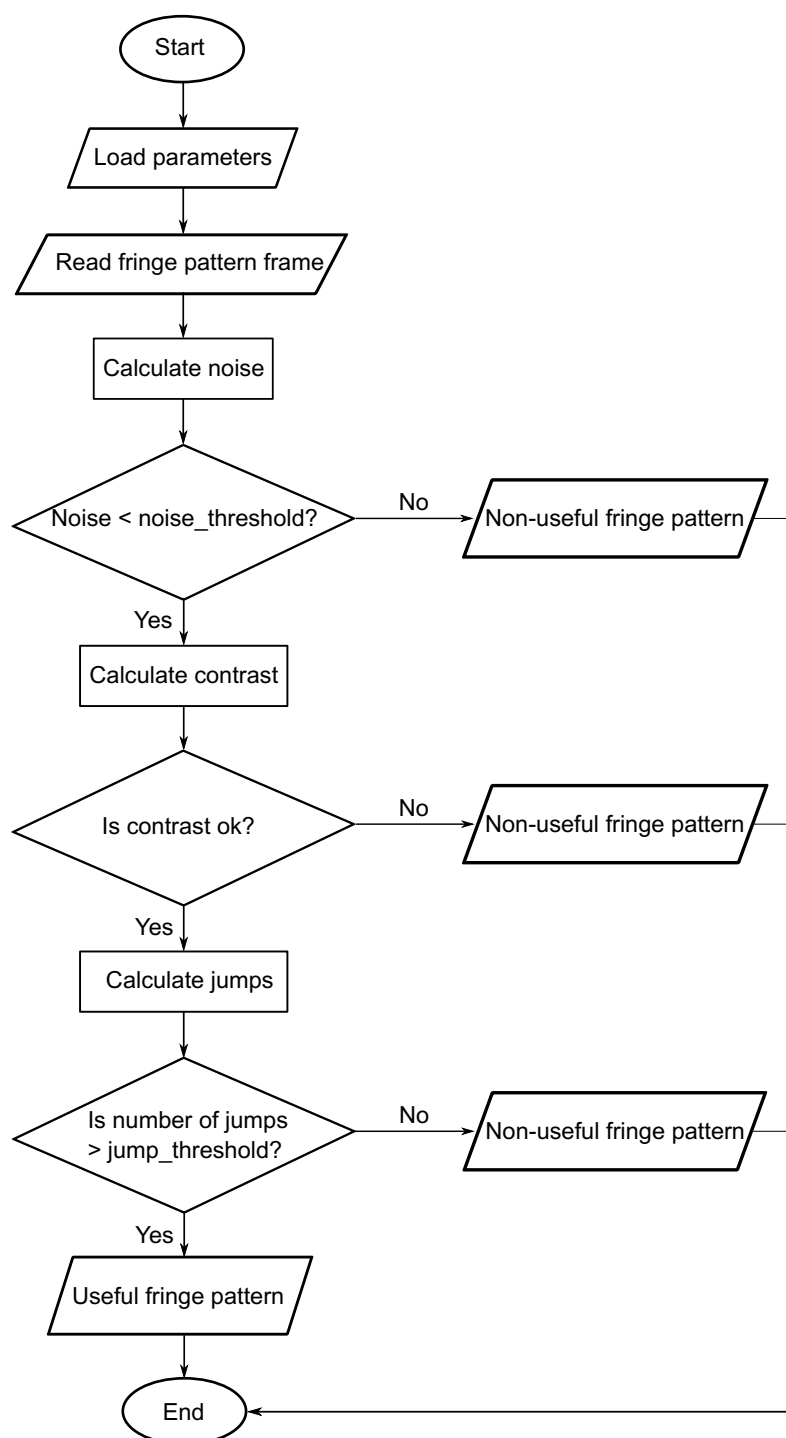 Start
Load parameters
Read fringe pattern frame
Calculate noise
Noise < noise_threshold?
No
Non-useful fringe pattern
Yes
Calculate contrast
Is contrast ok?
No
Non-useful fringe pattern
Yes
Calculate jumps
Is number of jumps
> jump_threshold?
No
Non-useful fringe pattern
Yes
Useful fringe pattern
End